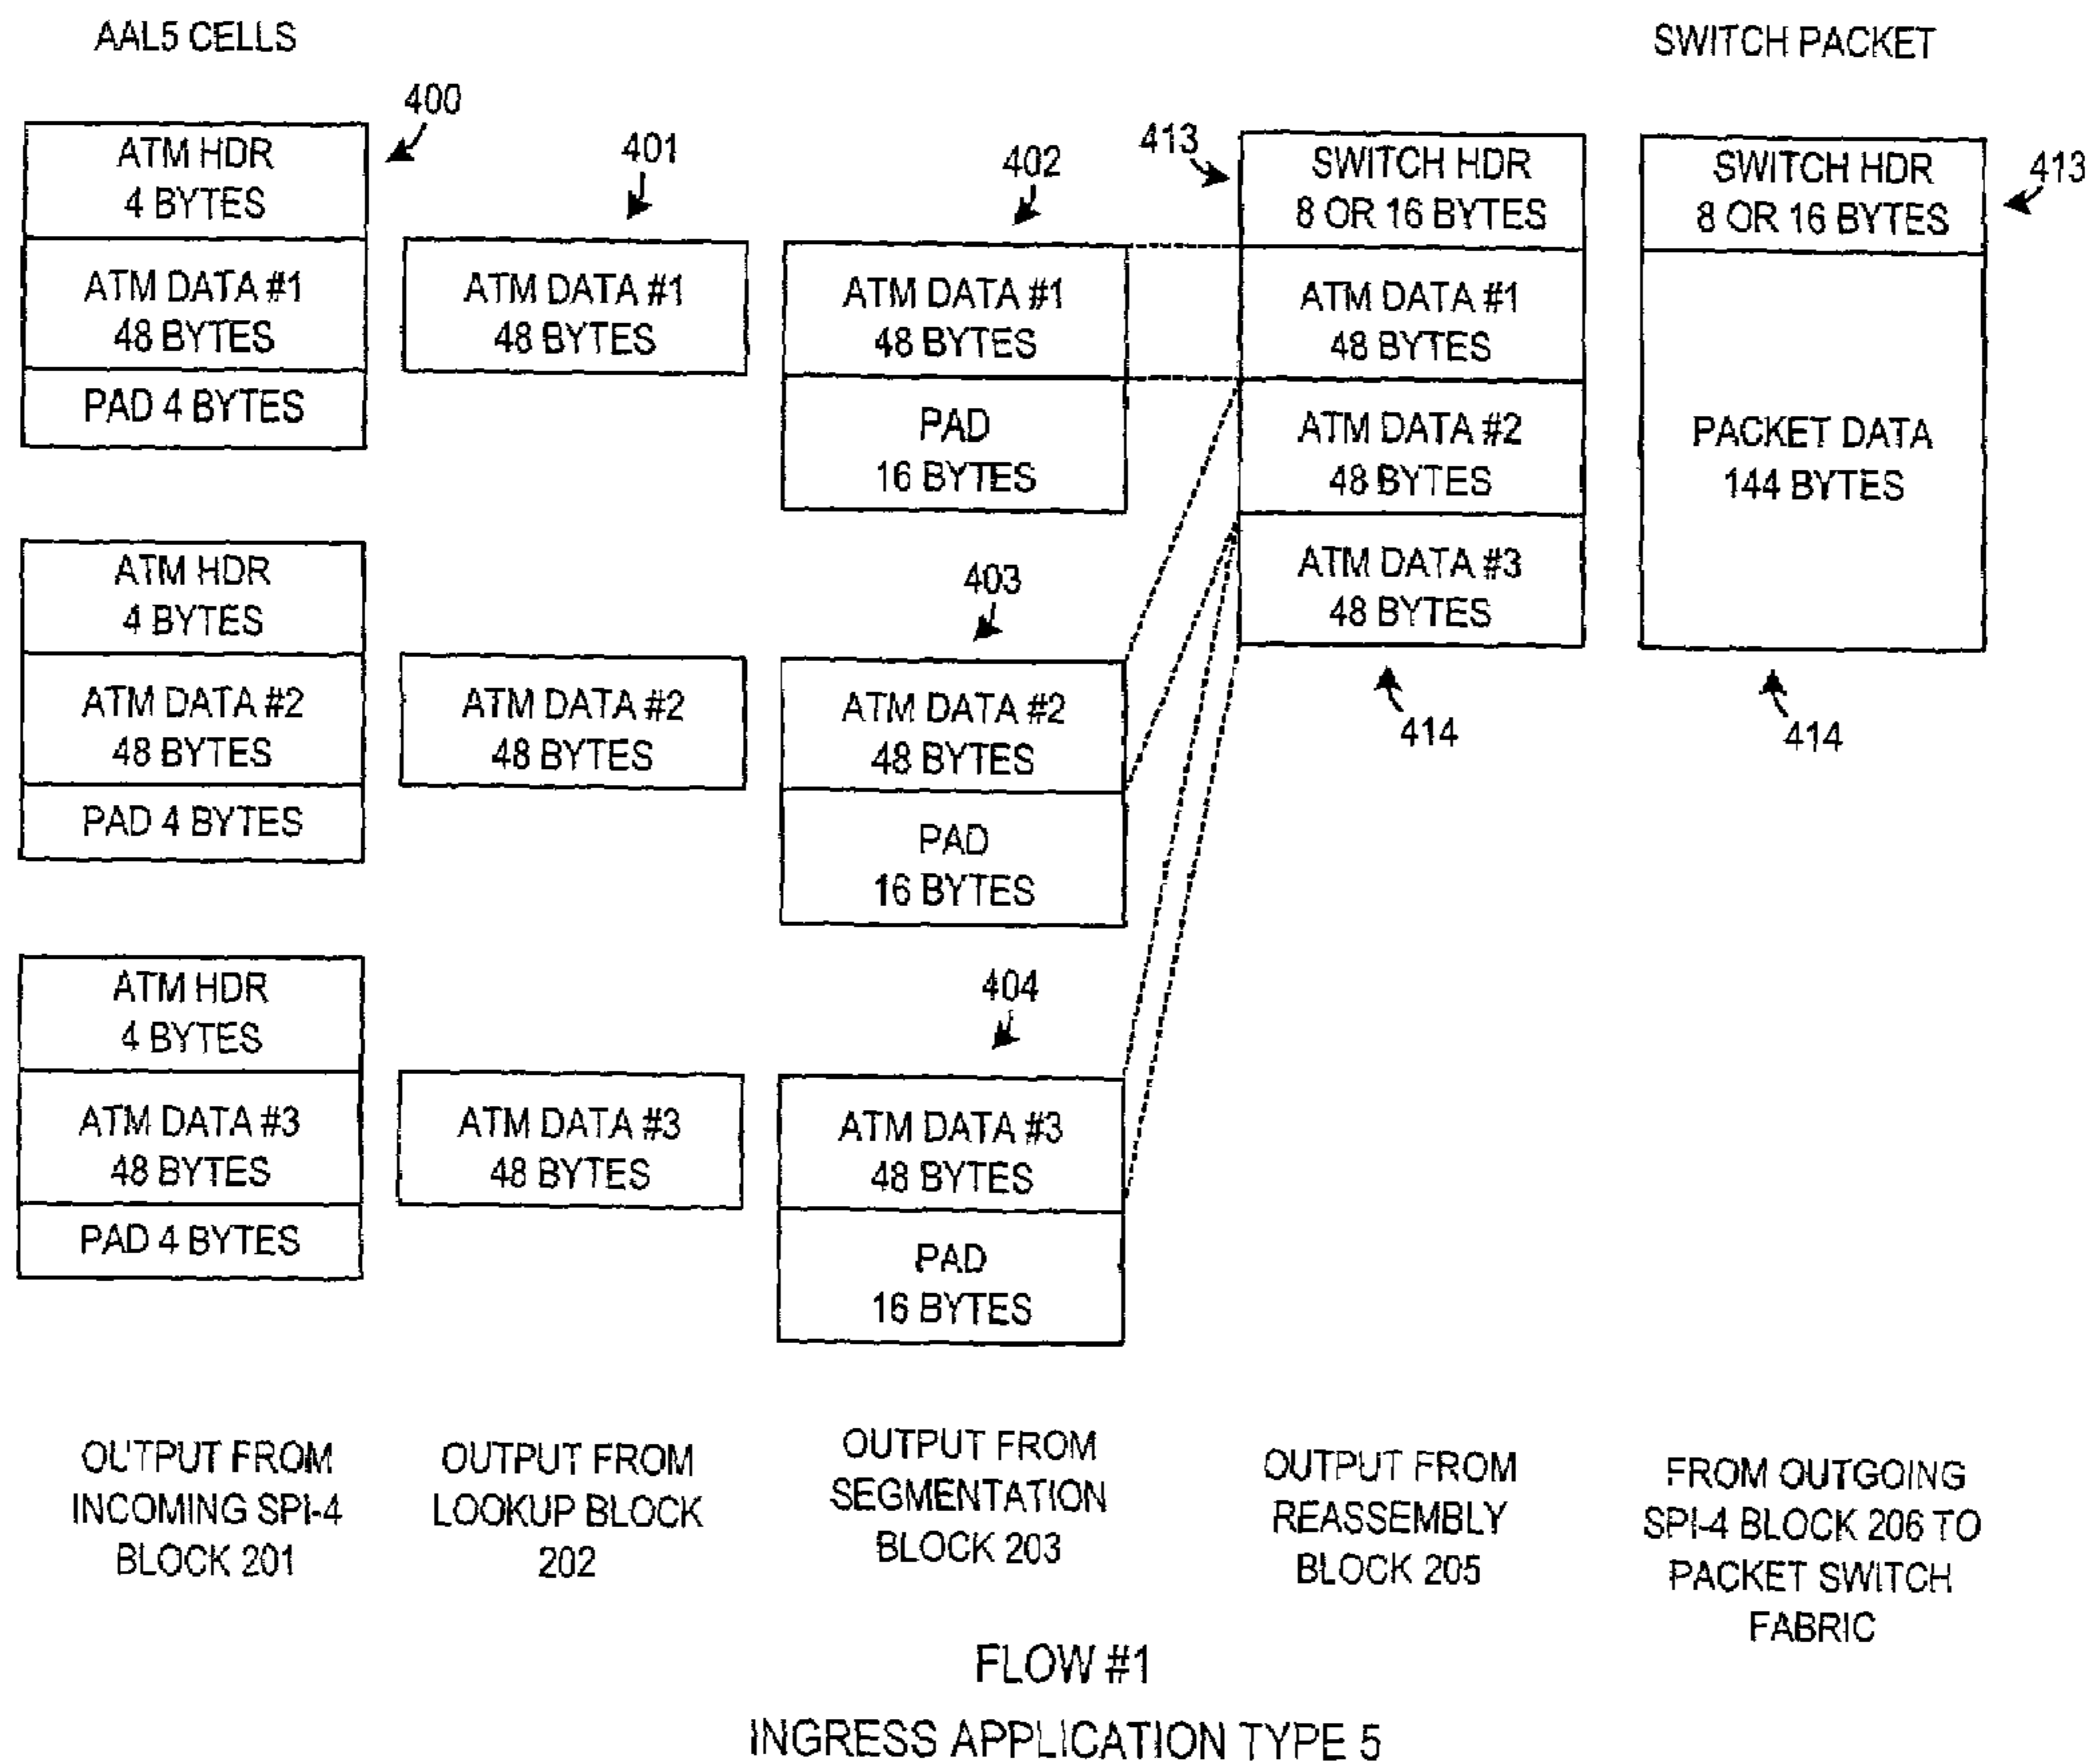 AAL5 CELLS
SWITCH PACKET
400
ATM HDR
4 BYTES
ATM DATA #1
48 BYTES
PAD 4 BYTES
401
ATM DATA #1
48 BYTES
402
ATM DATA #1
48 BYTES
PAD
16 BYTES
413
SWITCH HDR
8 OR 16 BYTES
ATM DATA #1
48 BYTES
ATM DATA #2
48 BYTES
ATM DATA #3
48 BYTES
414
SWITCH HDR
8 OR 16 BYTES
413
PACKET DATA
144 BYTES
414
ATM HDR
4 BYTES
ATM DATA #2
48 BYTES
PAD 4 BYTES
ATM DATA #2
48 BYTES
403
ATM DATA #2
48 BYTES
PAD
16 BYTES
ATM HDR
4 BYTES
ATM DATA #3
48 BYTES
PAD 4 BYTES
ATM DATA #3
48 BYTES
404
ATM DATA #3
48 BYTES
PAD
16 BYTES
OUTPUT FROM
INCOMING SPI-4
BLOCK 201
OUTPUT FROM
LOOKUP BLOCK
202
OUTPUT FROM
SEGMENTATION
BLOCK 203
OUTPUT FROM
REASSEMBLY
BLOCK 205
FROM OUTGOING
SPI-4 BLOCK 206 TO
PACKET SWITCH
FABRIC
FLOW #1
INGRESS APPLICATION TYPE 5